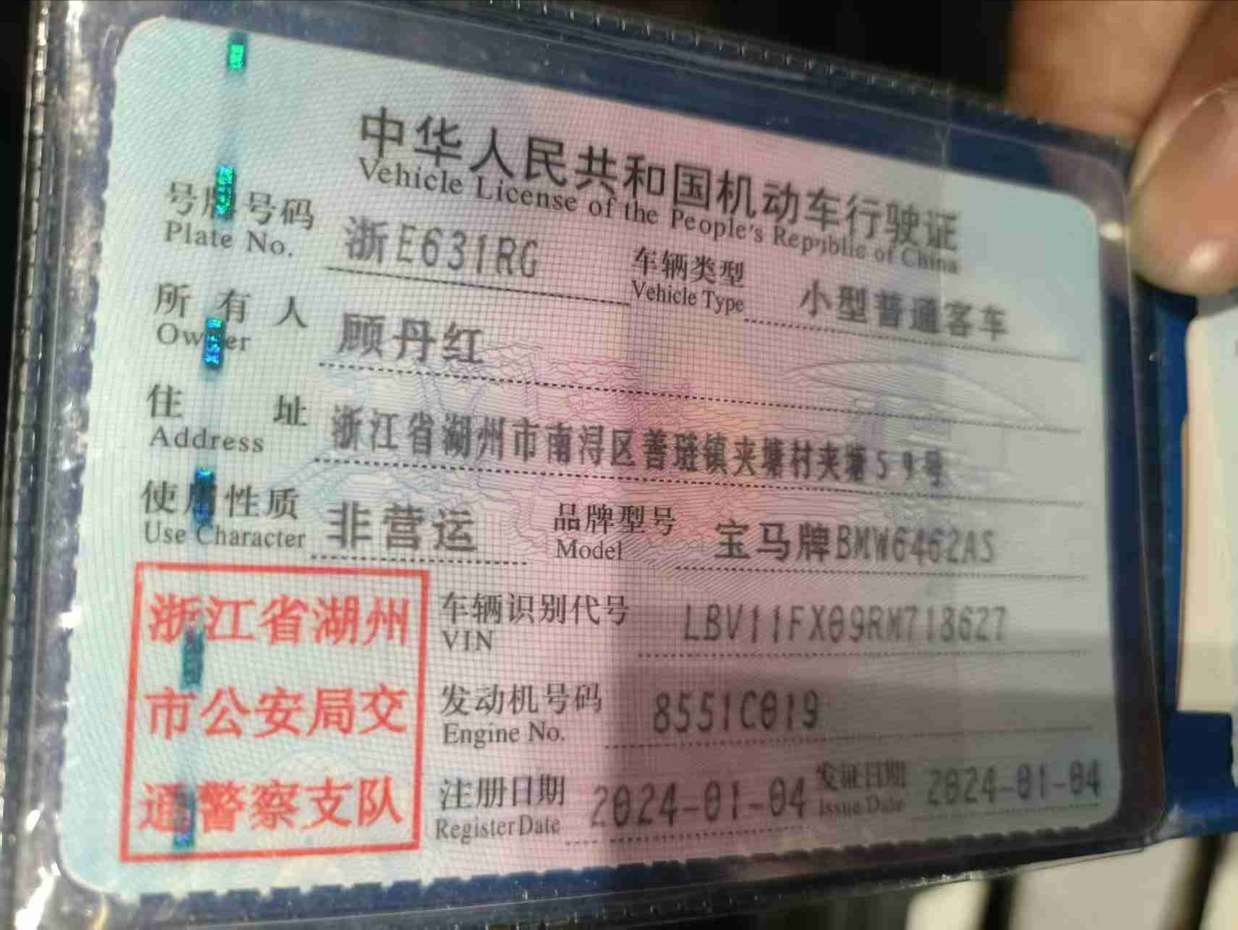 中华人民共和国机动车行驶证
Vehicle License of the People's Republic of China
号牌号码 浙E631RG 车辆类型 小型普通客车
Plate No. Vehicle Type
所有人 顾丹红
Owner
住址 浙江省湖州市南浔区善琏镇夹塘村夹塘59号
Address
使用性质 非营运 品牌型号 宝马牌BMW6462AS
Use Character Model
浙江省湖州
市公安局交
通警察支队
车辆识别代号 LBV11FX09RM718627
VIN
发动机号码 8551C019
Engine No.
注册日期 2024-01-04 发证日期 2024-01-04
Register Date Issue Date